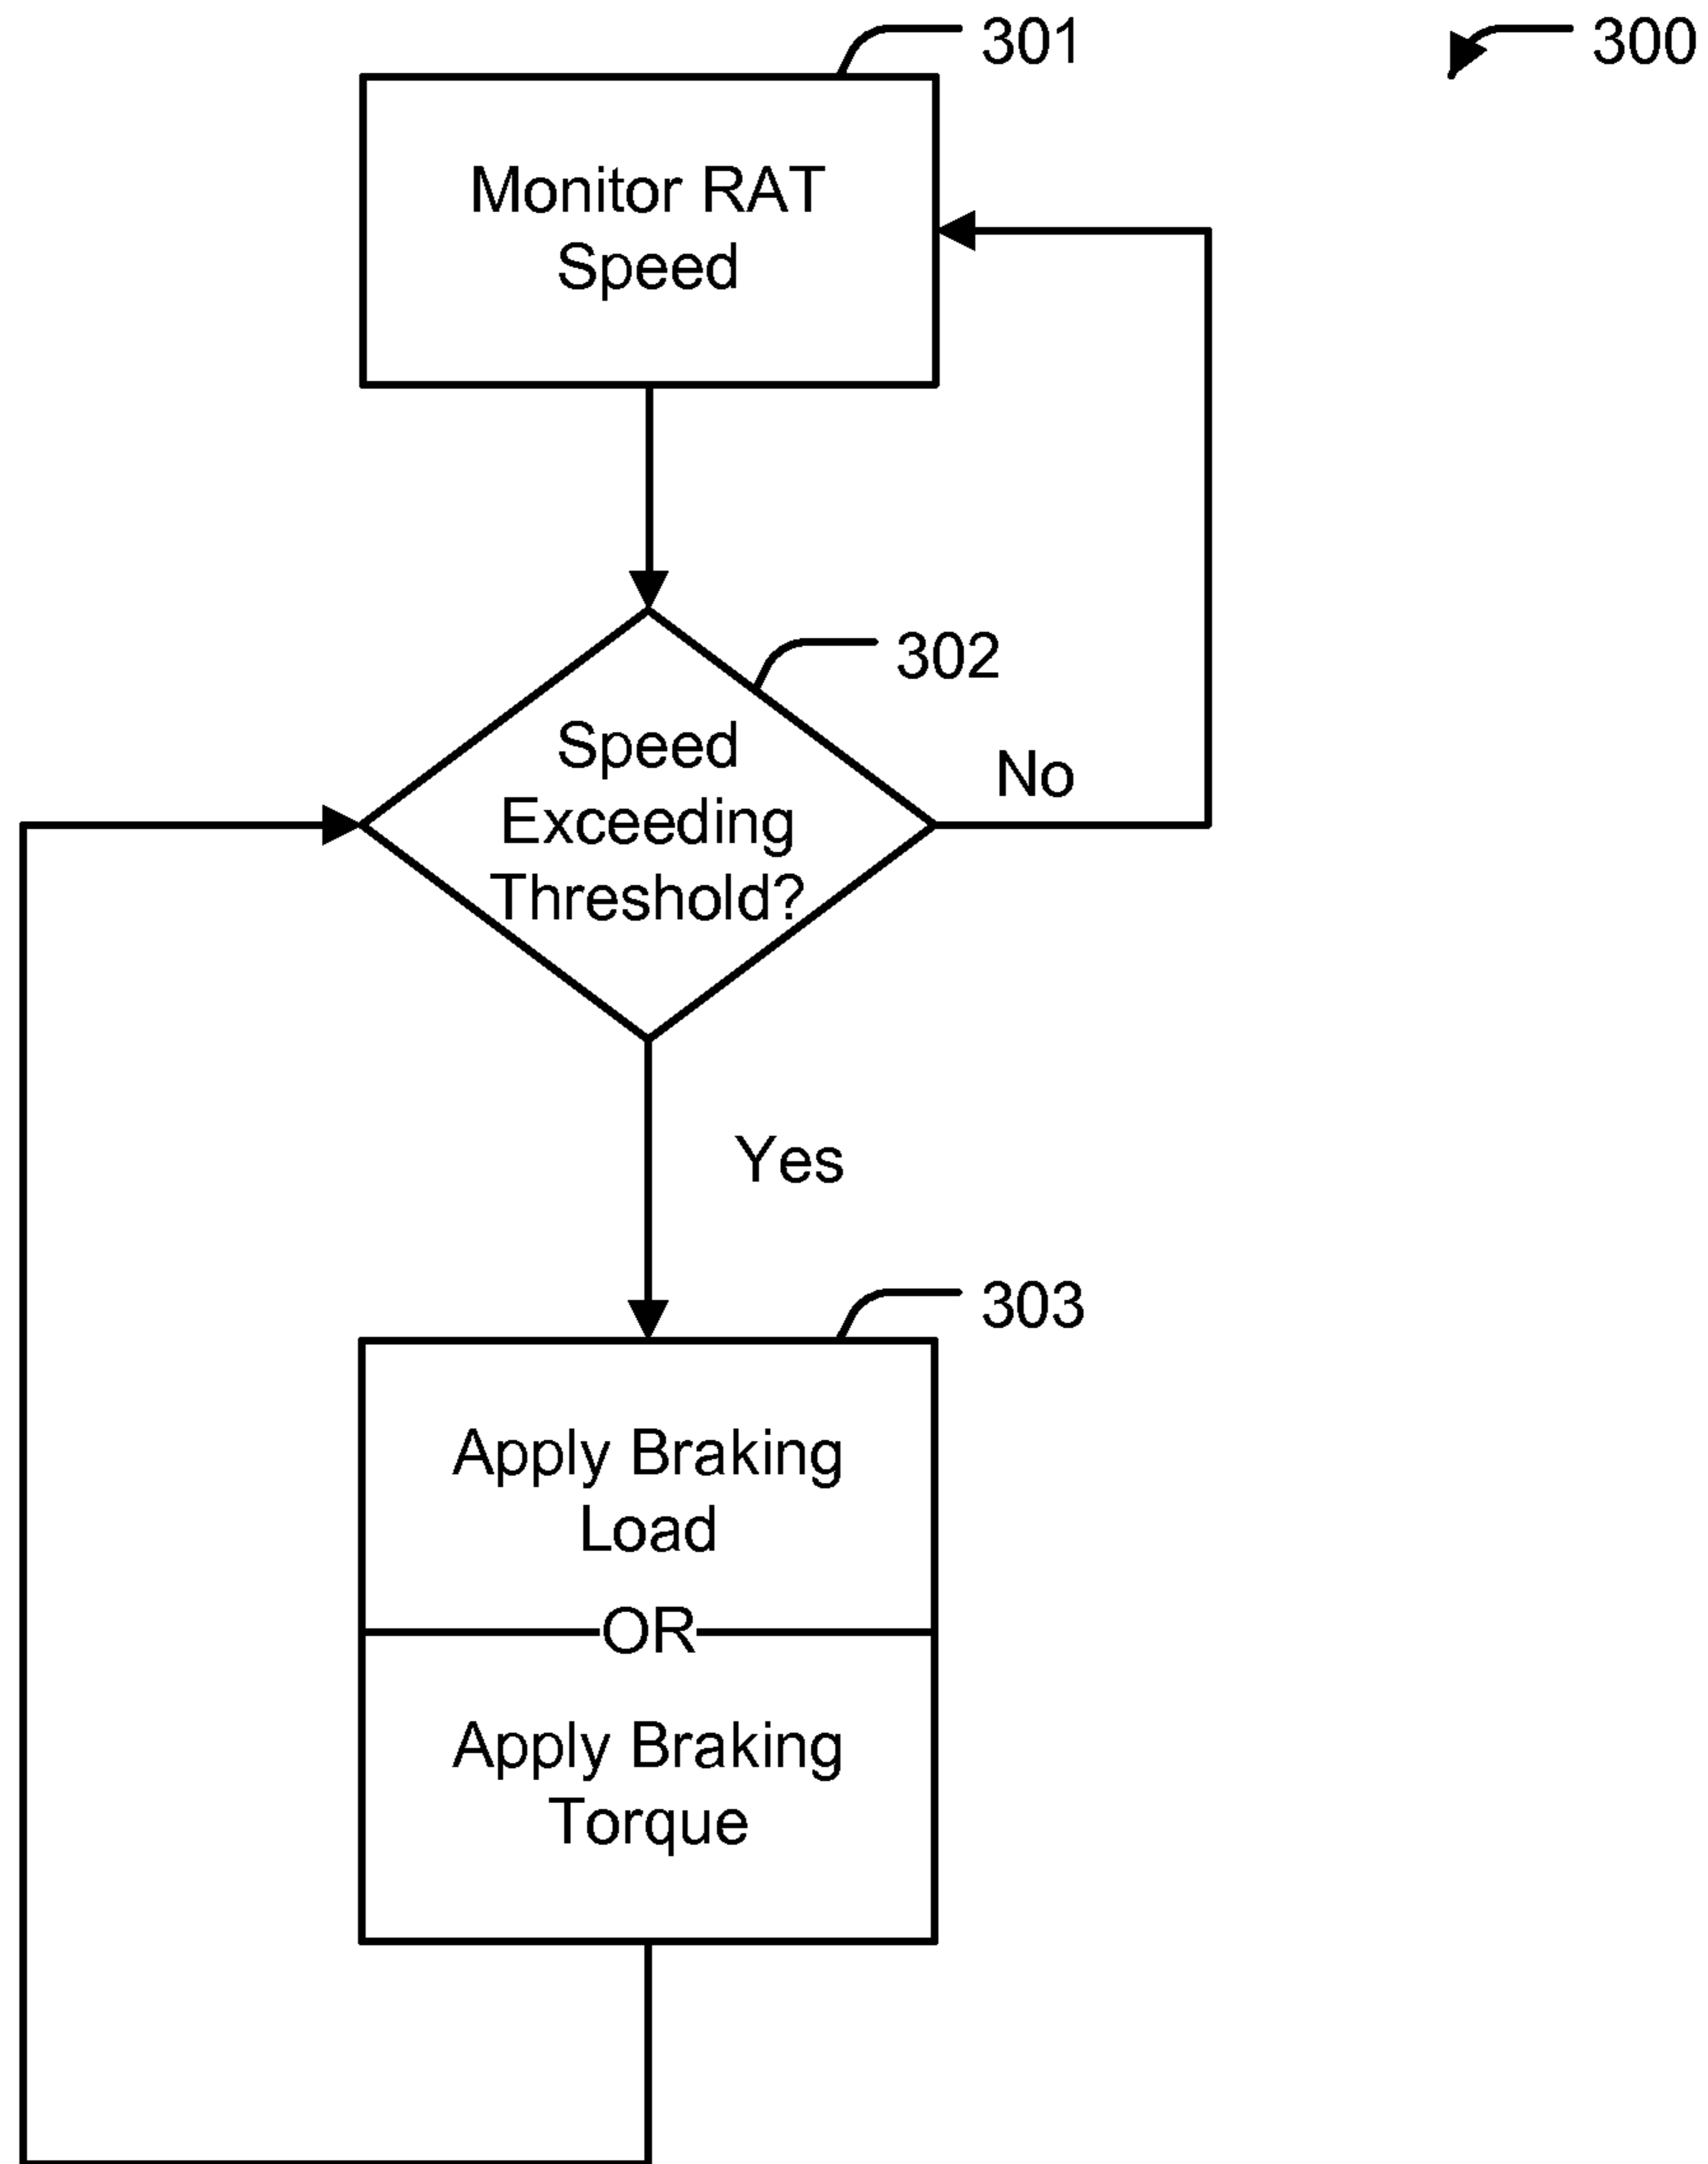 301
300
Monitor RAT
Speed
302
Speed
Exceeding
Threshold?
No
Yes
303
Apply Braking
Load
OR
Apply Braking
Torque